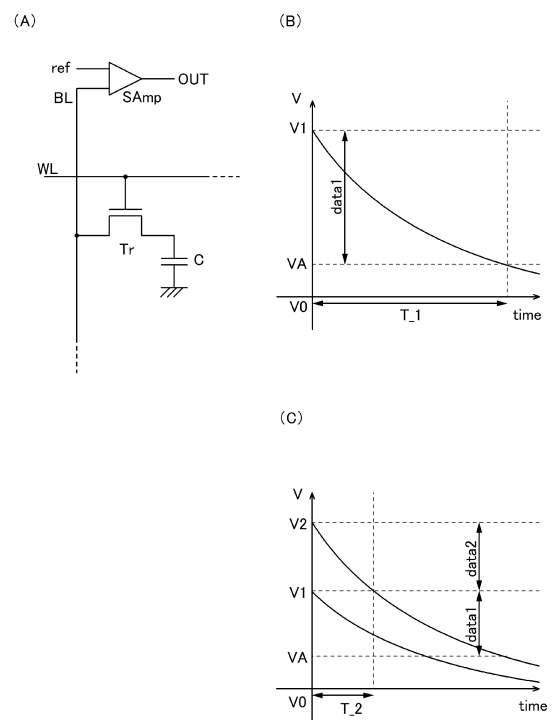 (A)
ref
BL
SAmp
OUT
WL
Tr
C
(B)
V
V1
data1
VA
V0
T_1
time
(C)
V
V2
data2
V1
data1
VA
V0
T_2
time